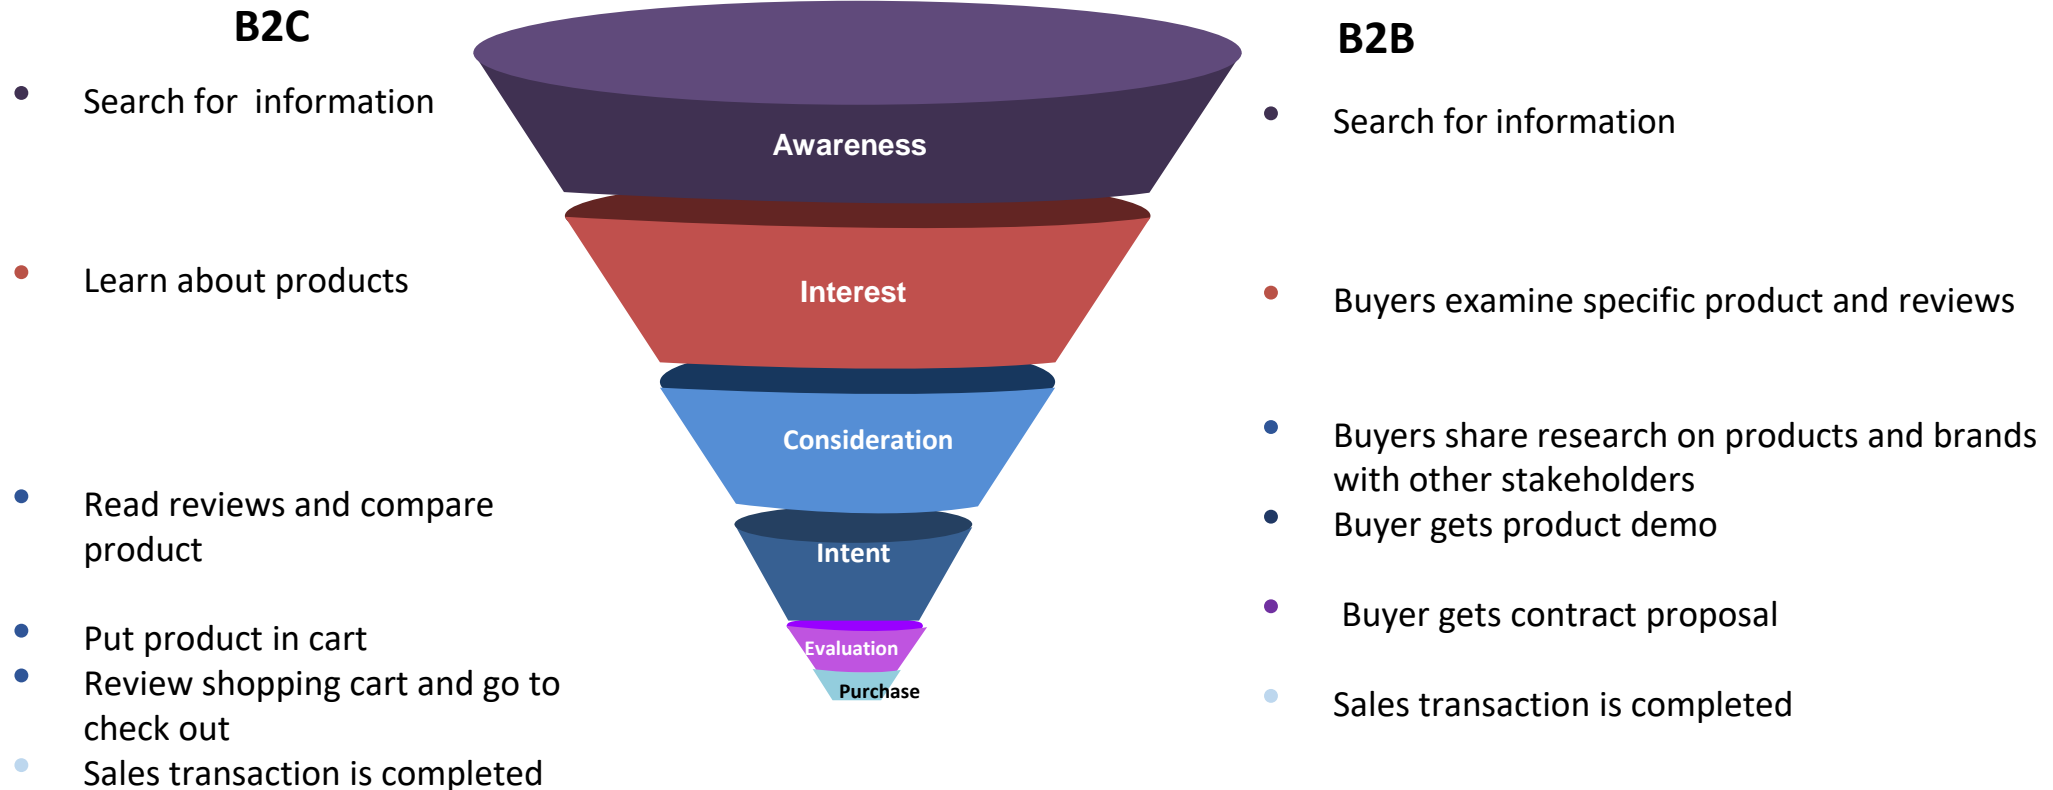 B2C
Search for  information
Learn about products
Read reviews and compare
product
Put product in cart
Review shopping cart and go to
check out
Sales transaction is completed
Awareness
Interest
Consideration
Intent
Evaluation
Purchase
B2B
Search for information
Buyers examine specific product and reviews
Buyers share research on products and brands
with other stakeholders
Buyer gets product demo
Buyer gets contract proposal
Sales transaction is completed